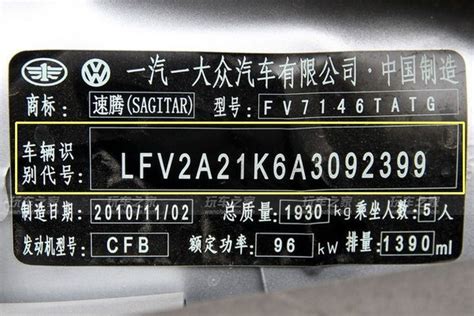 一汽一大众汽车有限公司·中国制造
商标: 速腾(SAGITAR) 型号: FV7146TATG
车辆识
别代号: LFV2A21K6A3092399
制造日期: 2010/11/02 总质量: 1930 kg 乘坐人数: 5 人
发动机型号: CFB 额定功率: 96 kW 排量: 1390 ml